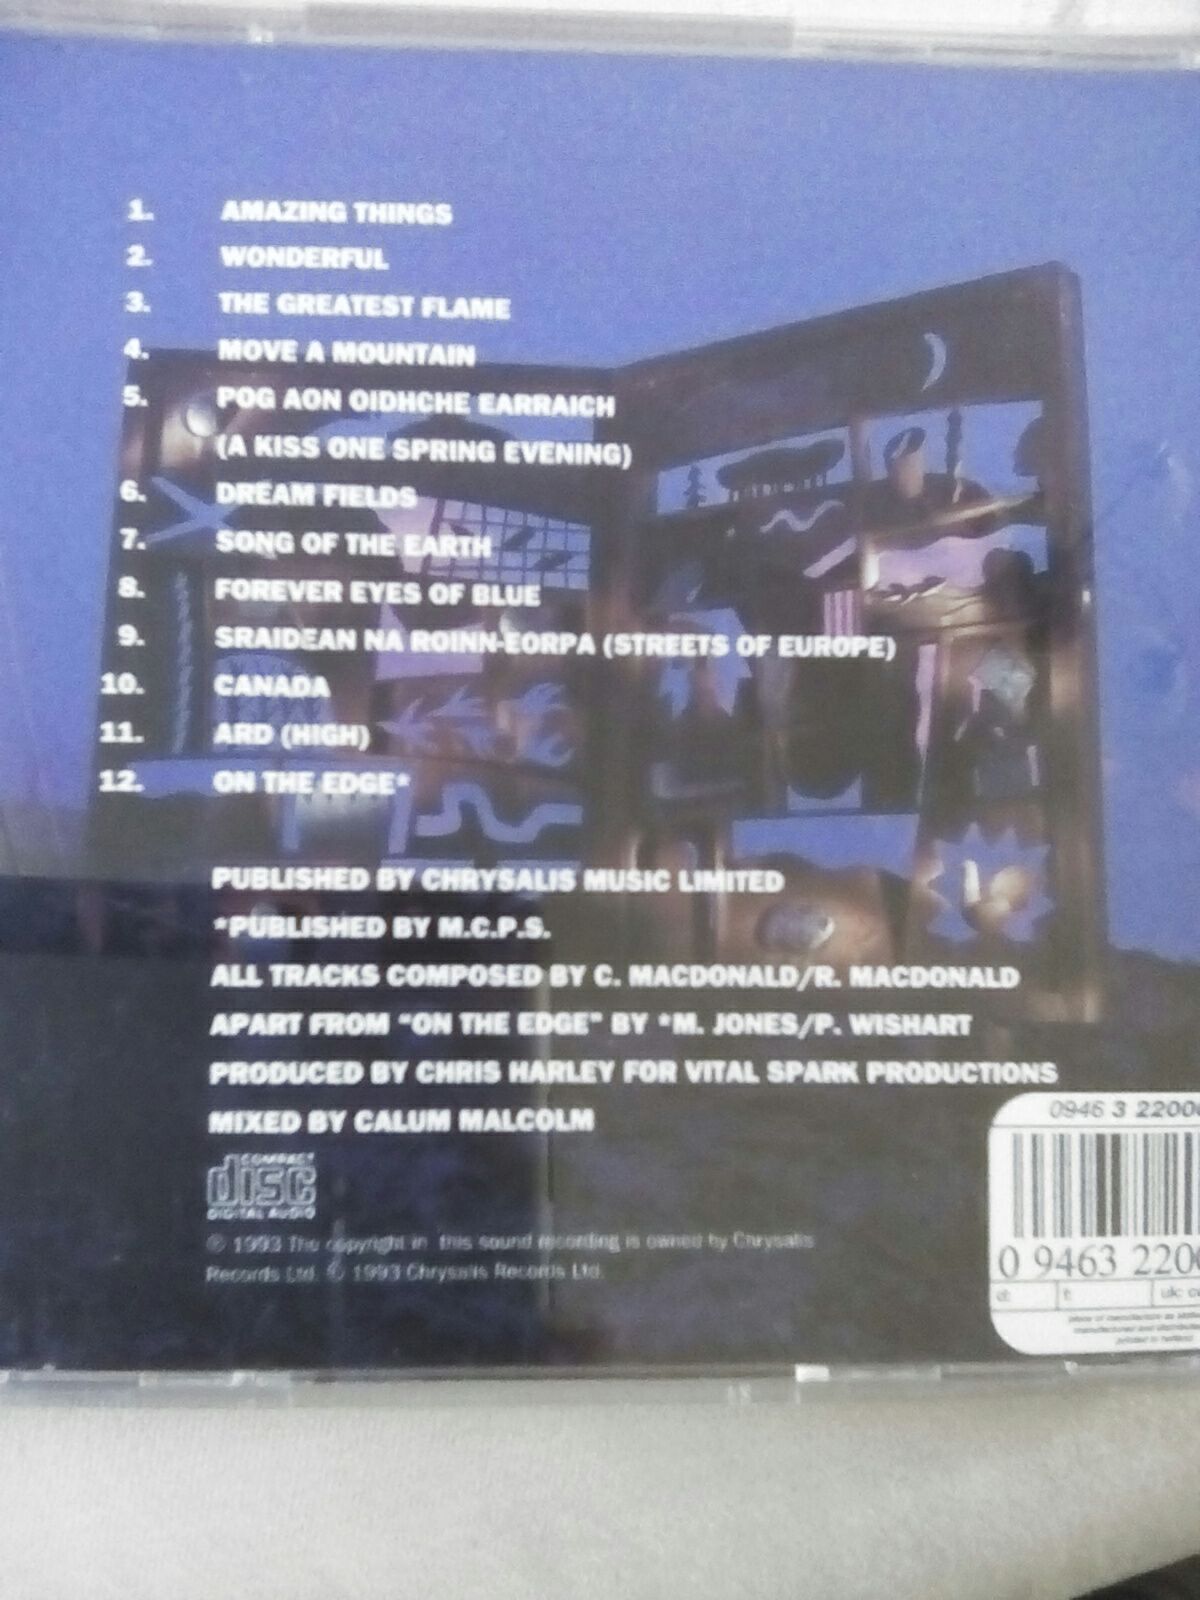 1. AMAZING THINGS
2. WONDERFUL
3. THE GREATEST FLAME
4. MOVE A MOUNTAIN
5. POG AON OIDHCHE EARRAICH
(A KISS ONE SPRING EVENING)
6. DREAM FIELDS
7. SONG OF THE EARTH
8. FOREVER EYES OF BLUE
9. SRAIDEAN NA ROINN-EORPA (STREETS OF EUROPE)
10. CANADA
11. ARD (HIGH)
12. ON THE EDGE*
PUBLISHED BY CHRYSALIS MUSIC LIMITED
*PUBLISHED BY M.C.P.S.
ALL TRACKS COMPOSED BY C. MACDONALD/R. MACDONALD
APART FROM "ON THE EDGE" BY *M. JONES/P. WISHART
PRODUCED BY CHRIS HARLEY FOR VITAL SPARK PRODUCTIONS
MIXED BY CALUM MALCOLM
COMPACT
disc
DIGITAL AUDIO
℗ 1993 The copyright in this sound recording is owned by Chrysalis
Records Ltd. © 1993 Chrysalis Records Ltd.
0946 3 2200
0 9463 220
uk: